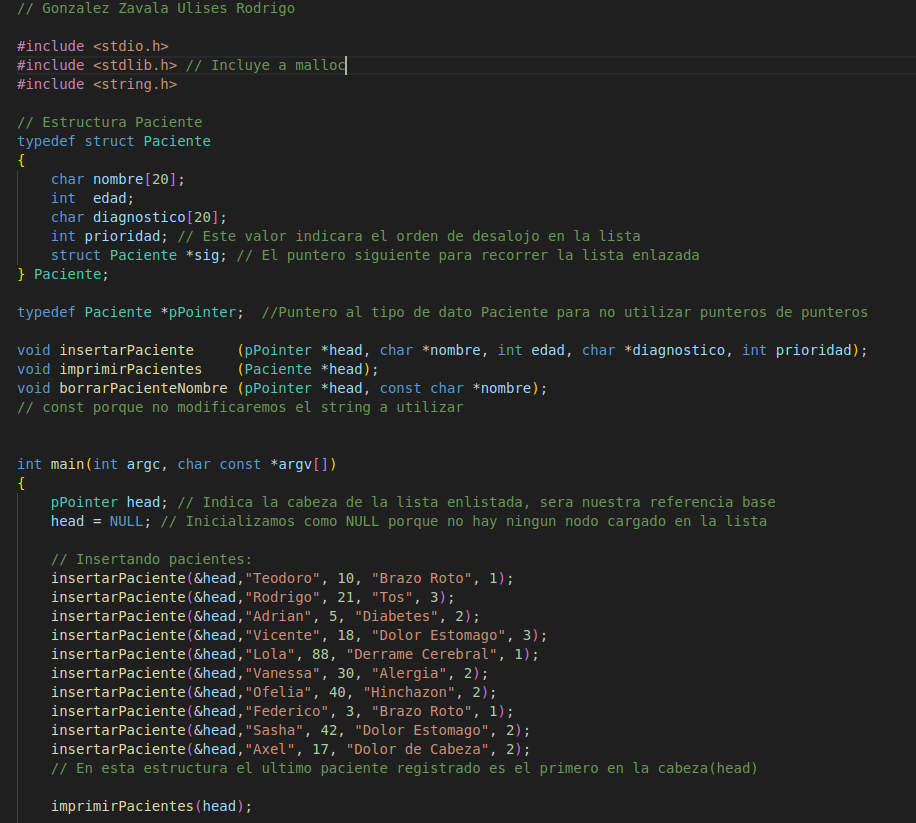 // Gonzalez Zavala Ulises Rodrigo
#include <stdio.h>
#include <stdlib.h> // Incluye a malloc
#include <string.h>
// Estructura Paciente
typedef struct Paciente
{
    char nombre[20];
    int  edad;
    char diagnostico[20];
    int prioridad; // Este valor indicara el orden de desalojo en la lista
    struct Paciente *sig; // El puntero siguiente para recorrer la lista enlazada
} Paciente;
typedef Paciente *pPointer;  //Puntero al tipo de dato Paciente para no utilizar punteros de punteros
void insertarPaciente     (pPointer *head, char *nombre, int edad, char *diagnostico, int prioridad);
void imprimirPacientes    (Paciente *head);
void borrarPacienteNombre (pPointer *head, const char *nombre);
// const porque no modificaremos el string a utilizar
int main(int argc, char const *argv[])
{
    pPointer head; // Indica la cabeza de la lista enlistada, sera nuestra referencia base
    head = NULL; // Inicializamos como NULL porque no hay ningun nodo cargado en la lista
    // Insertando pacientes:
    insertarPaciente(&head,"Teodoro", 10, "Brazo Roto", 1);
    insertarPaciente(&head,"Rodrigo", 21, "Tos", 3);
    insertarPaciente(&head,"Adrian", 5, "Diabetes", 2);
    insertarPaciente(&head,"Vicente", 18, "Dolor Estomago", 3);
    insertarPaciente(&head,"Lola", 88, "Derrame Cerebral", 1);
    insertarPaciente(&head,"Vanessa", 30, "Alergia", 2);
    insertarPaciente(&head,"Ofelia", 40, "Hinchazon", 2);
    insertarPaciente(&head,"Federico", 3, "Brazo Roto", 1);
    insertarPaciente(&head,"Sasha", 42, "Dolor Estomago", 2);
    insertarPaciente(&head,"Axel", 17, "Dolor de Cabeza", 2);
    // En esta estructura el ultimo paciente registrado es el primero en la cabeza(head)
    imprimirPacientes(head);